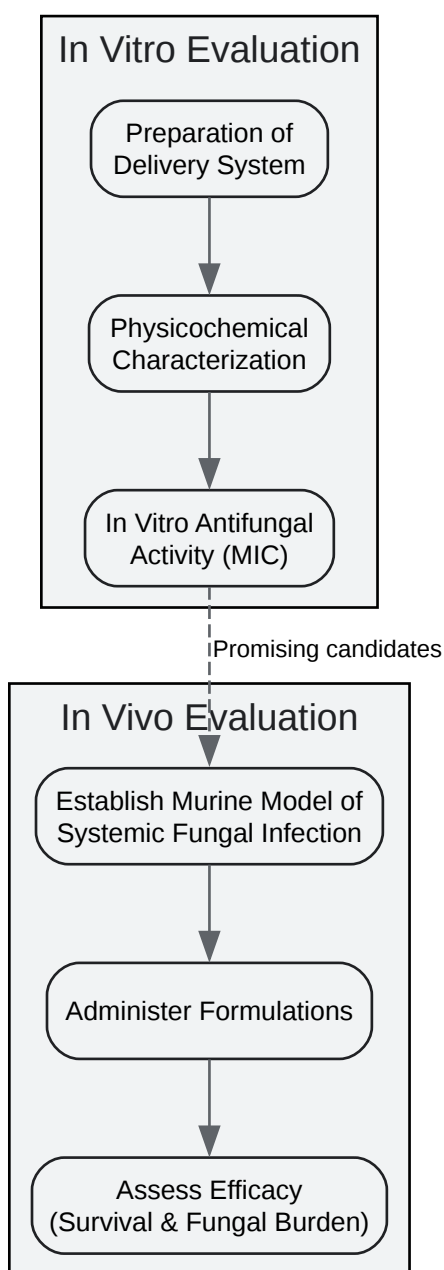 In Vitro Evaluation
Preparation of
Delivery System
Physicochemical
Characterization
In Vitro Antifungal
Activity (MIC)
Promising candidates
In Vivo Evaluation
Establish Murine Model of
Systemic Fungal Infection
Administer Formulations
Assess Efficacy
(Survival & Fungal Burden)